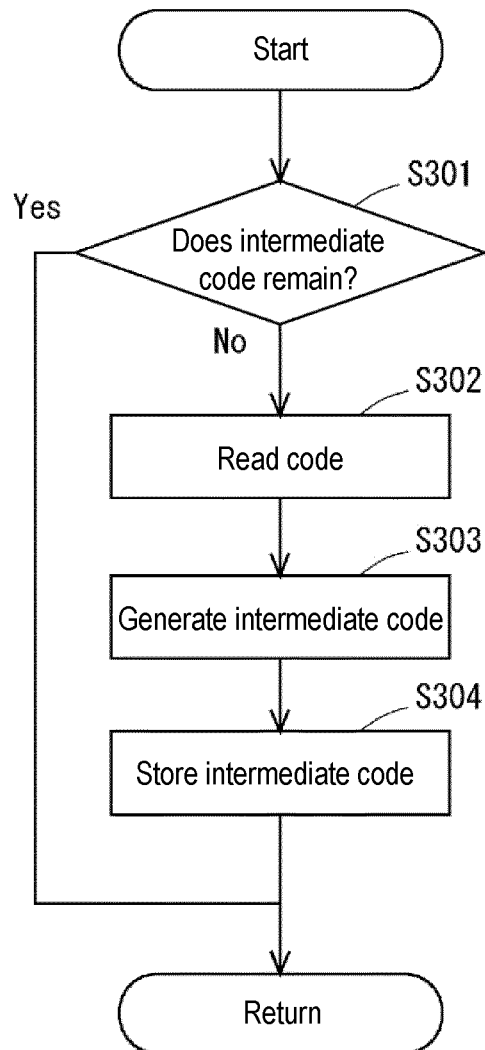 Start
S301
Yes
Does intermediate
code remain?
No
S302
Read code
S303
Generate intermediate code
S304
Store intermediate code
Return